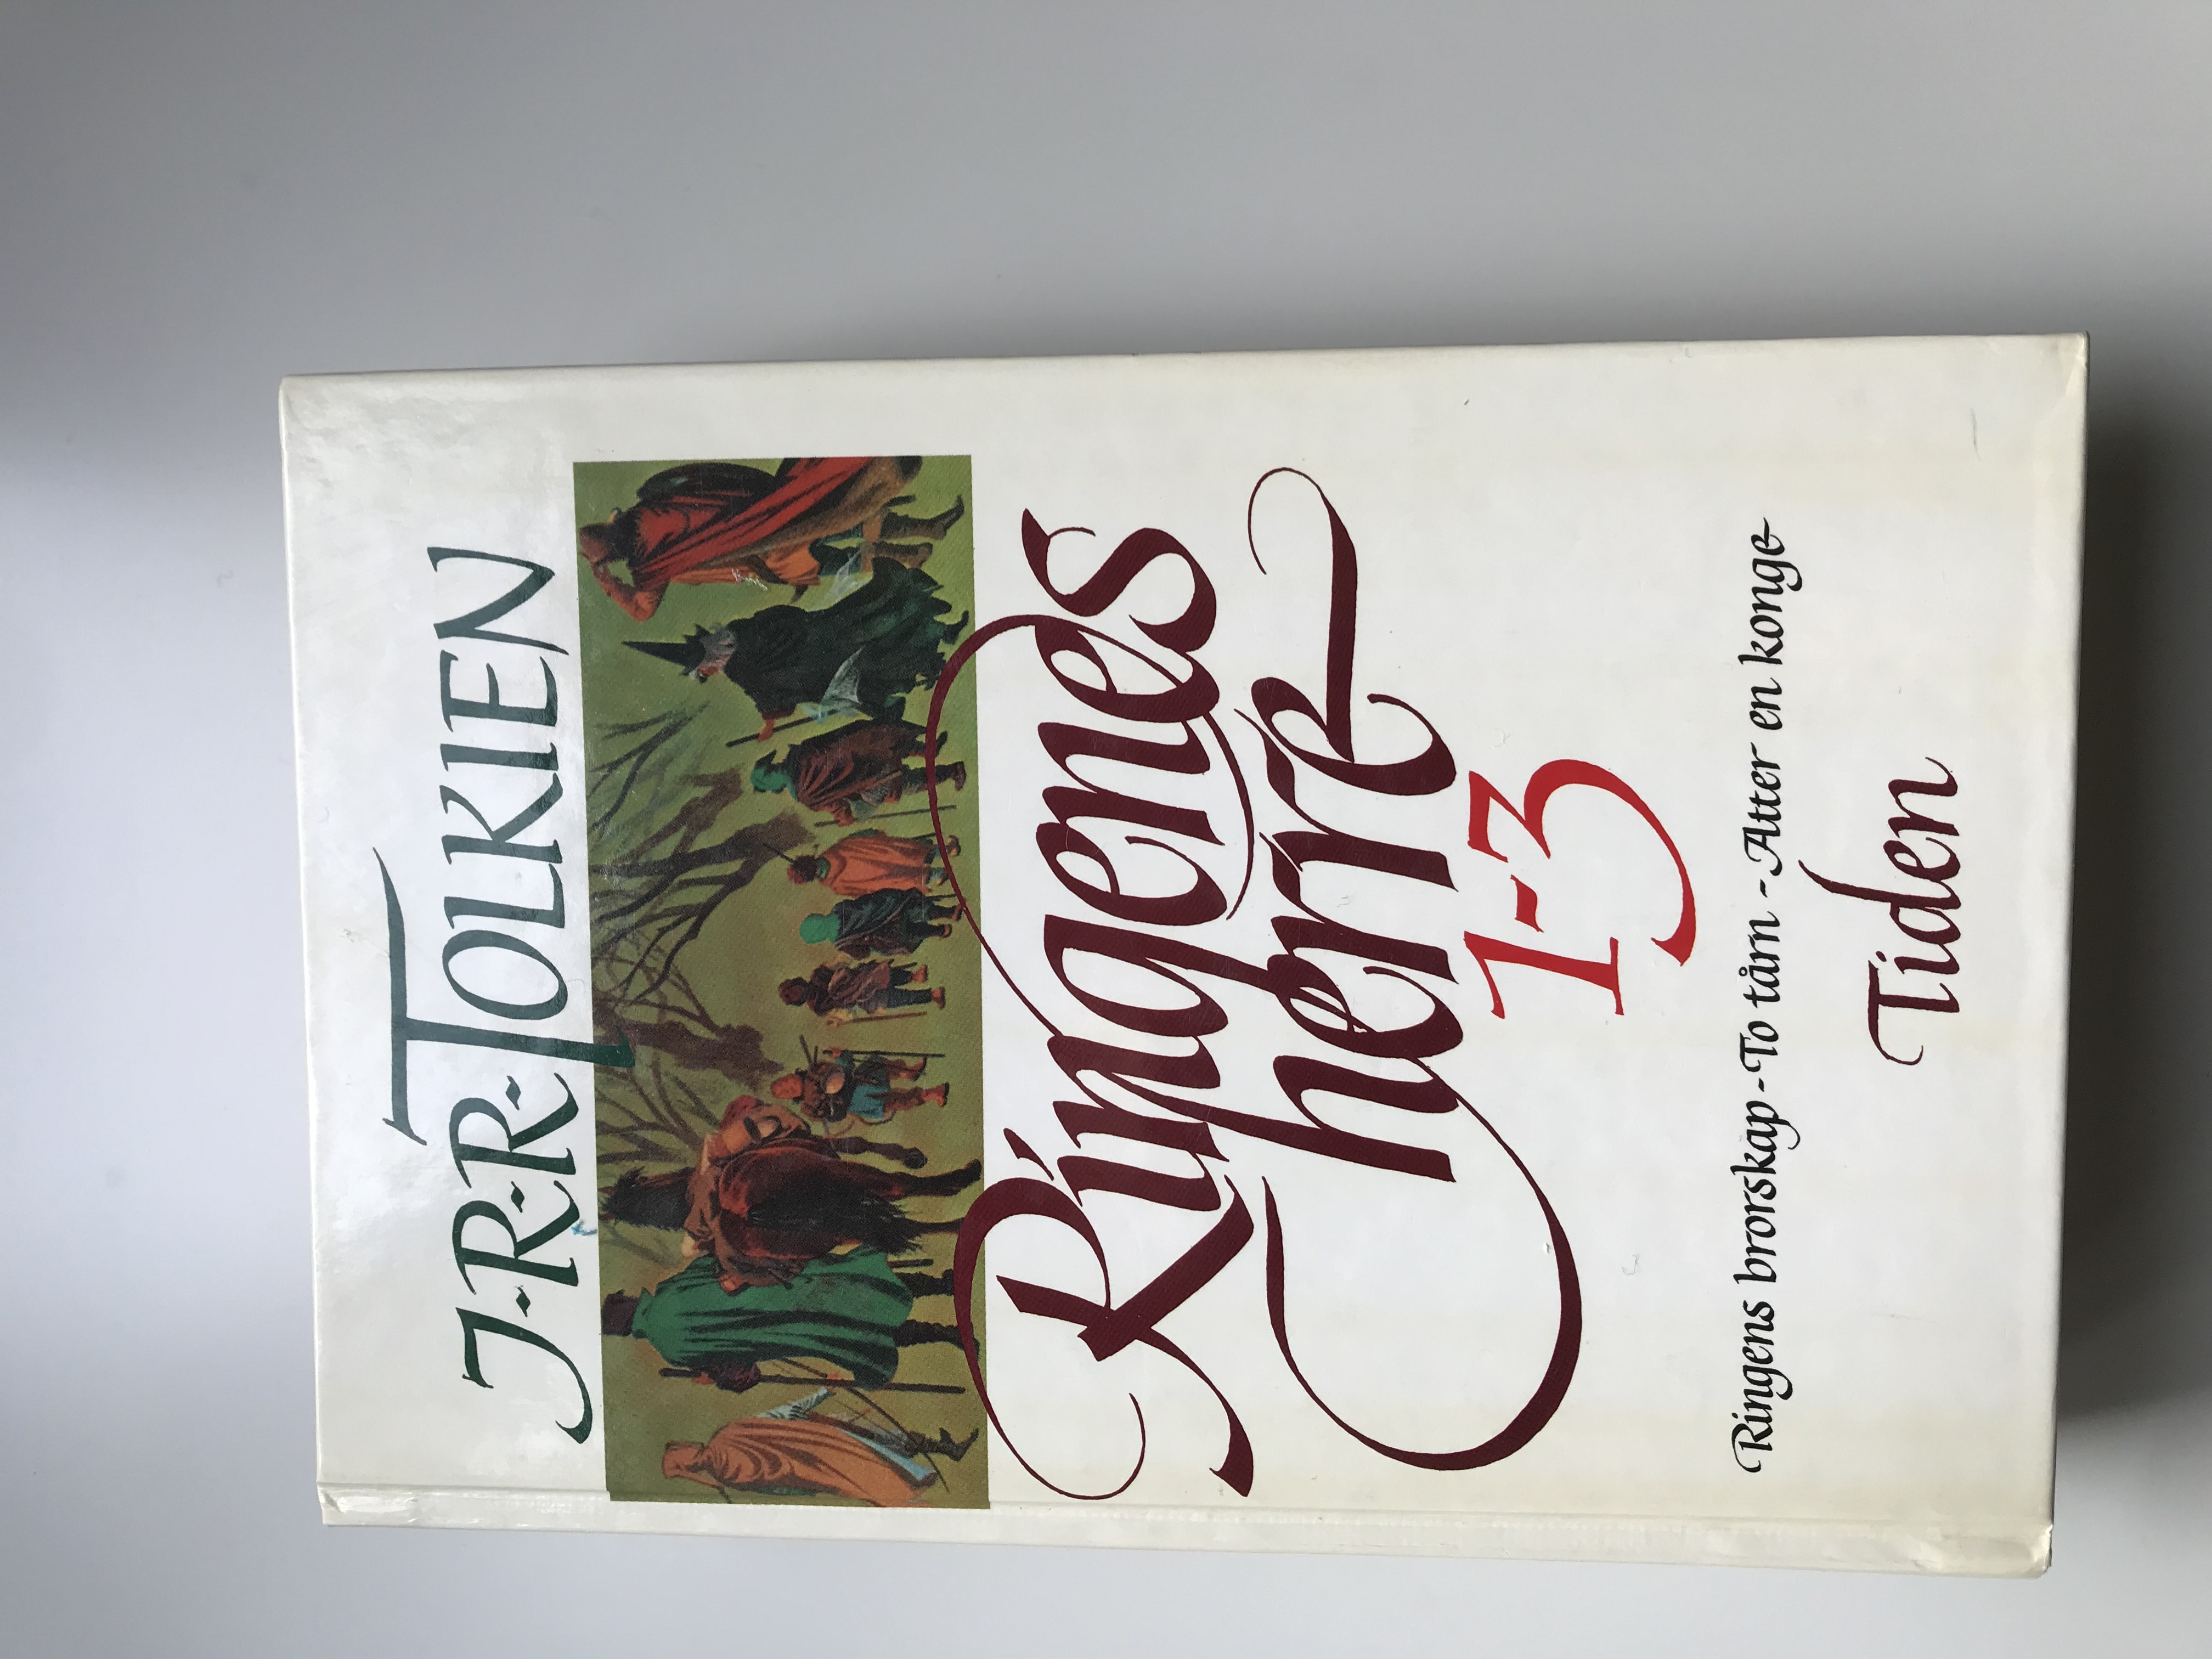 J·R·R·TOLKIEN
Ringenes
herre
1-3
Ringens brorskap - To tårn - Atter en konge
Tiden